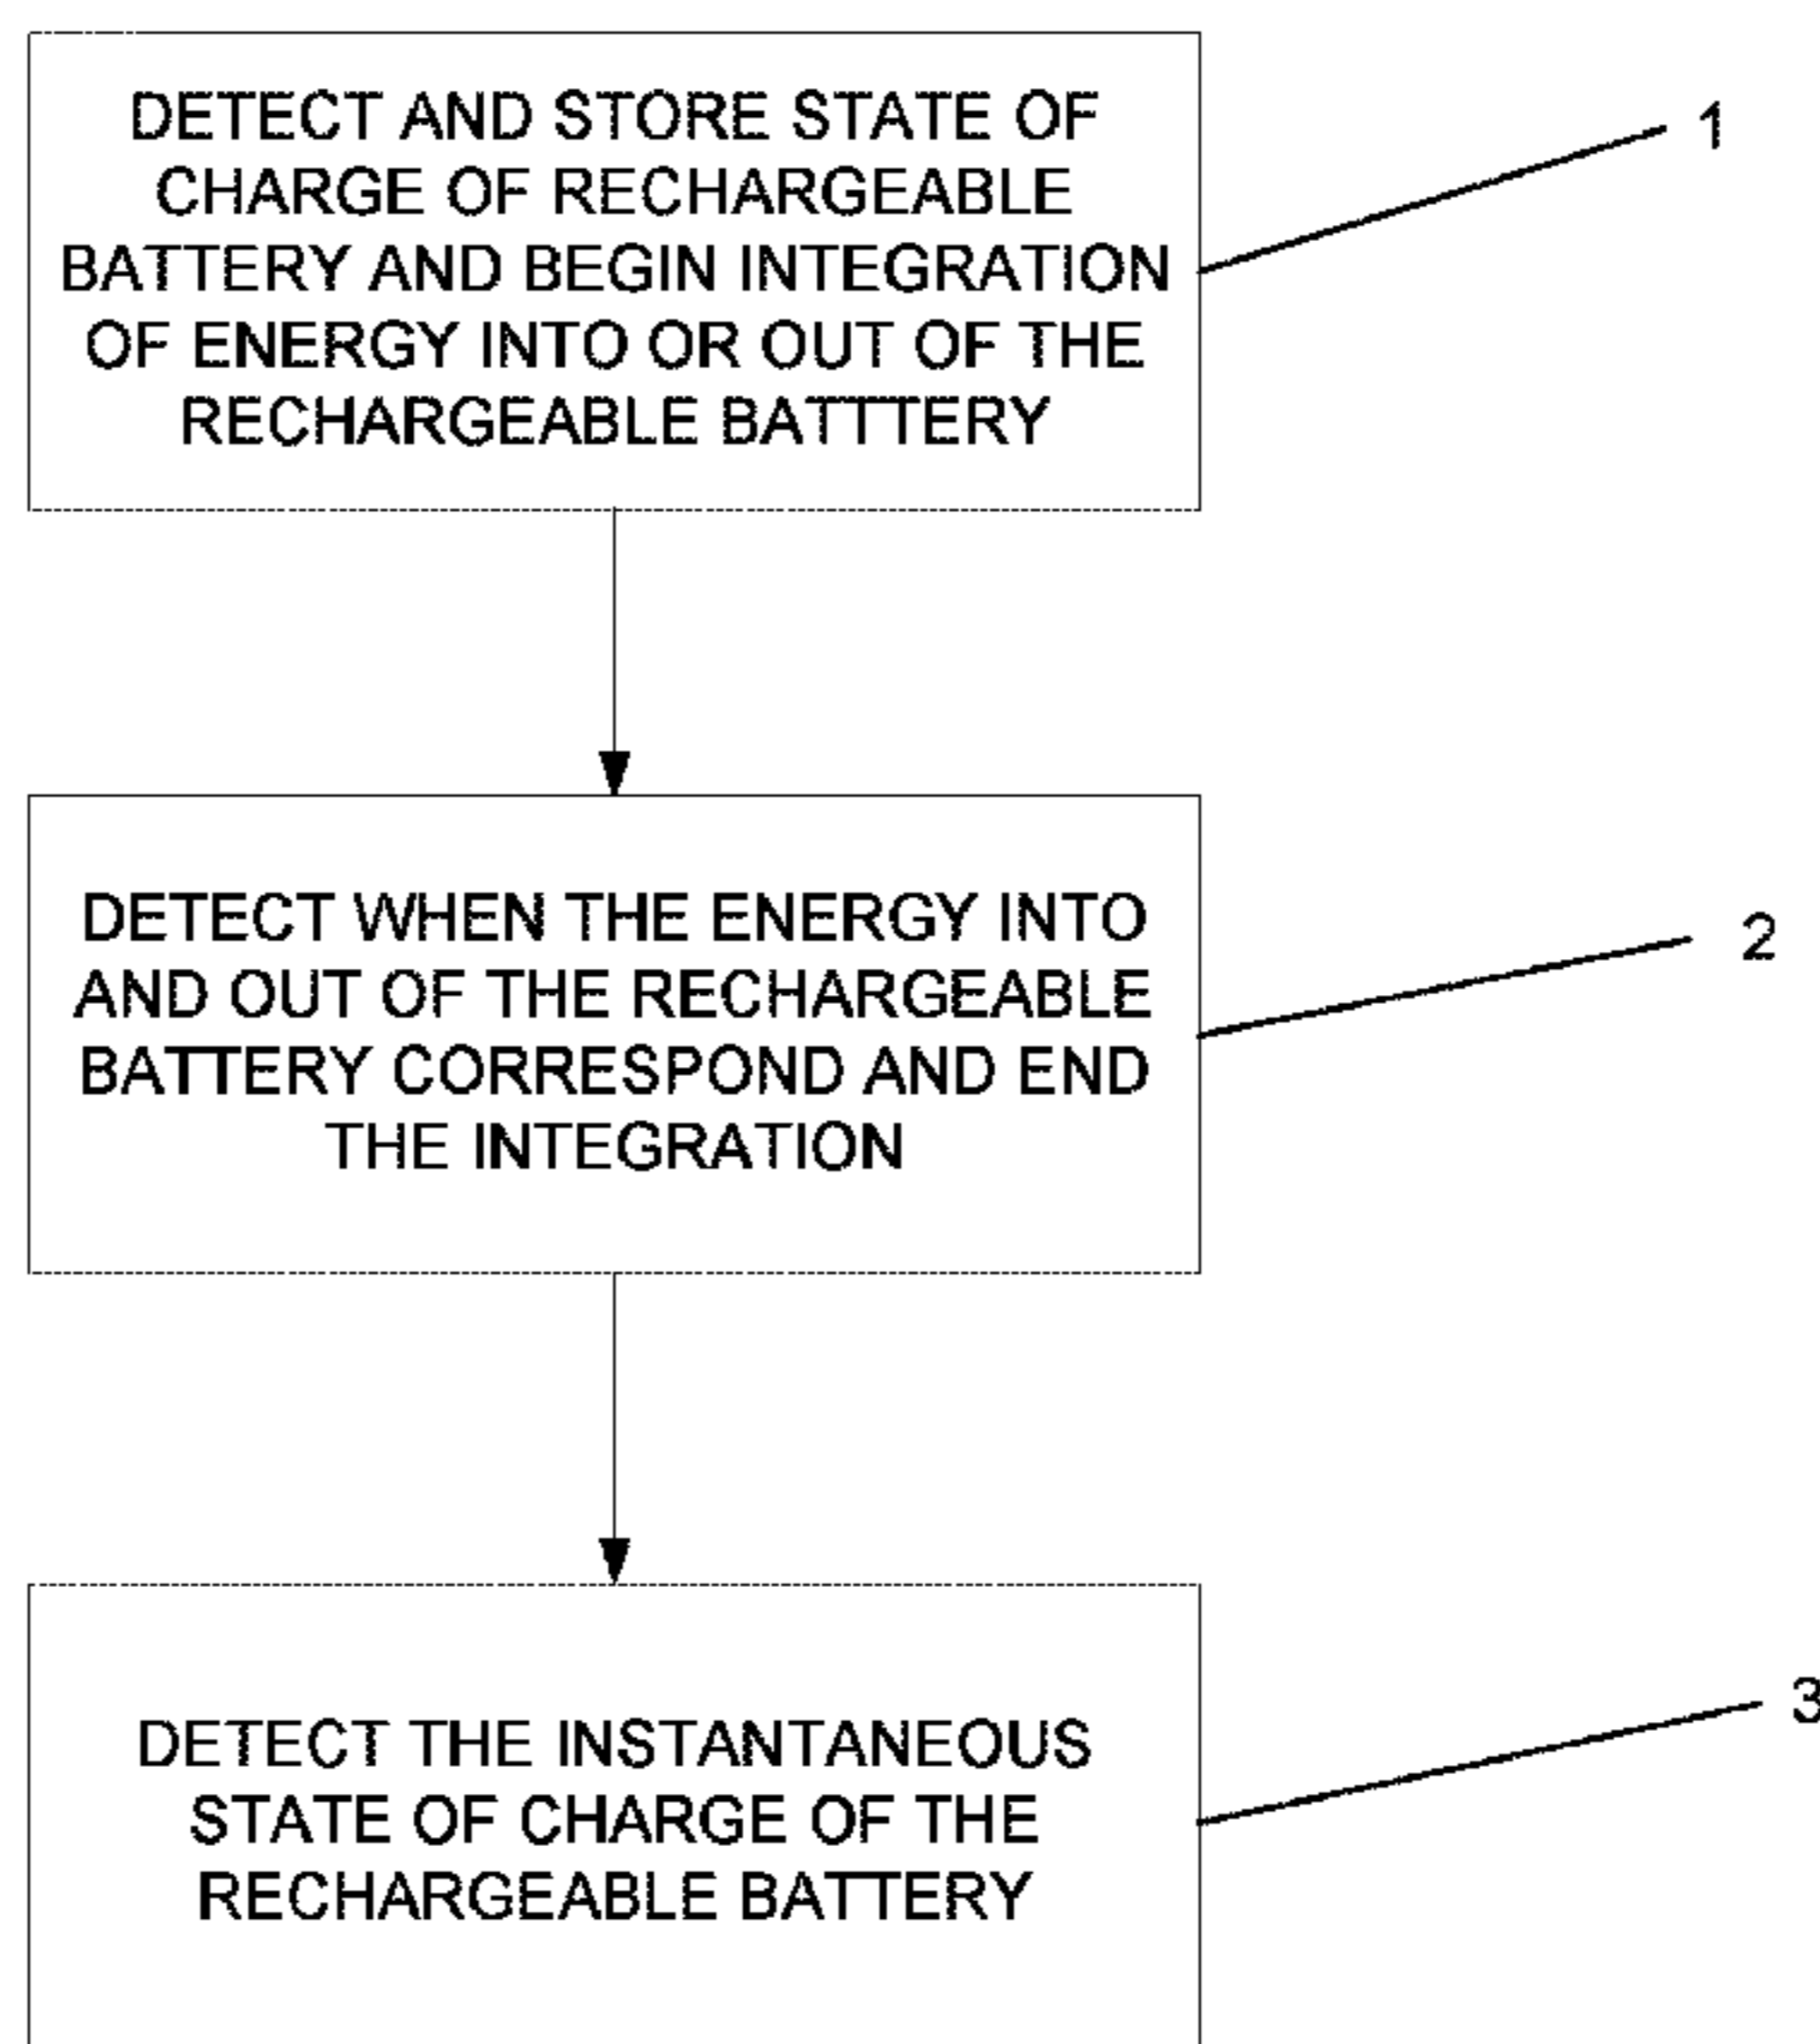 DETECT AND STORE STATE OF
CHARGE OF RECHARGEABLE
BATTERY AND BEGIN INTEGRATION
OF ENERGY INTO OR OUT OF THE
RECHARGEABLE BATTTERY
1
DETECT WHEN THE ENERGY INTO
AND OUT OF THE RECHARGEABLE
BATTERY CORRESPOND AND END
THE INTEGRATION
2
DETECT THE INSTANTANEOUS
STATE OF CHARGE OF THE
RECHARGEABLE BATTERY
3